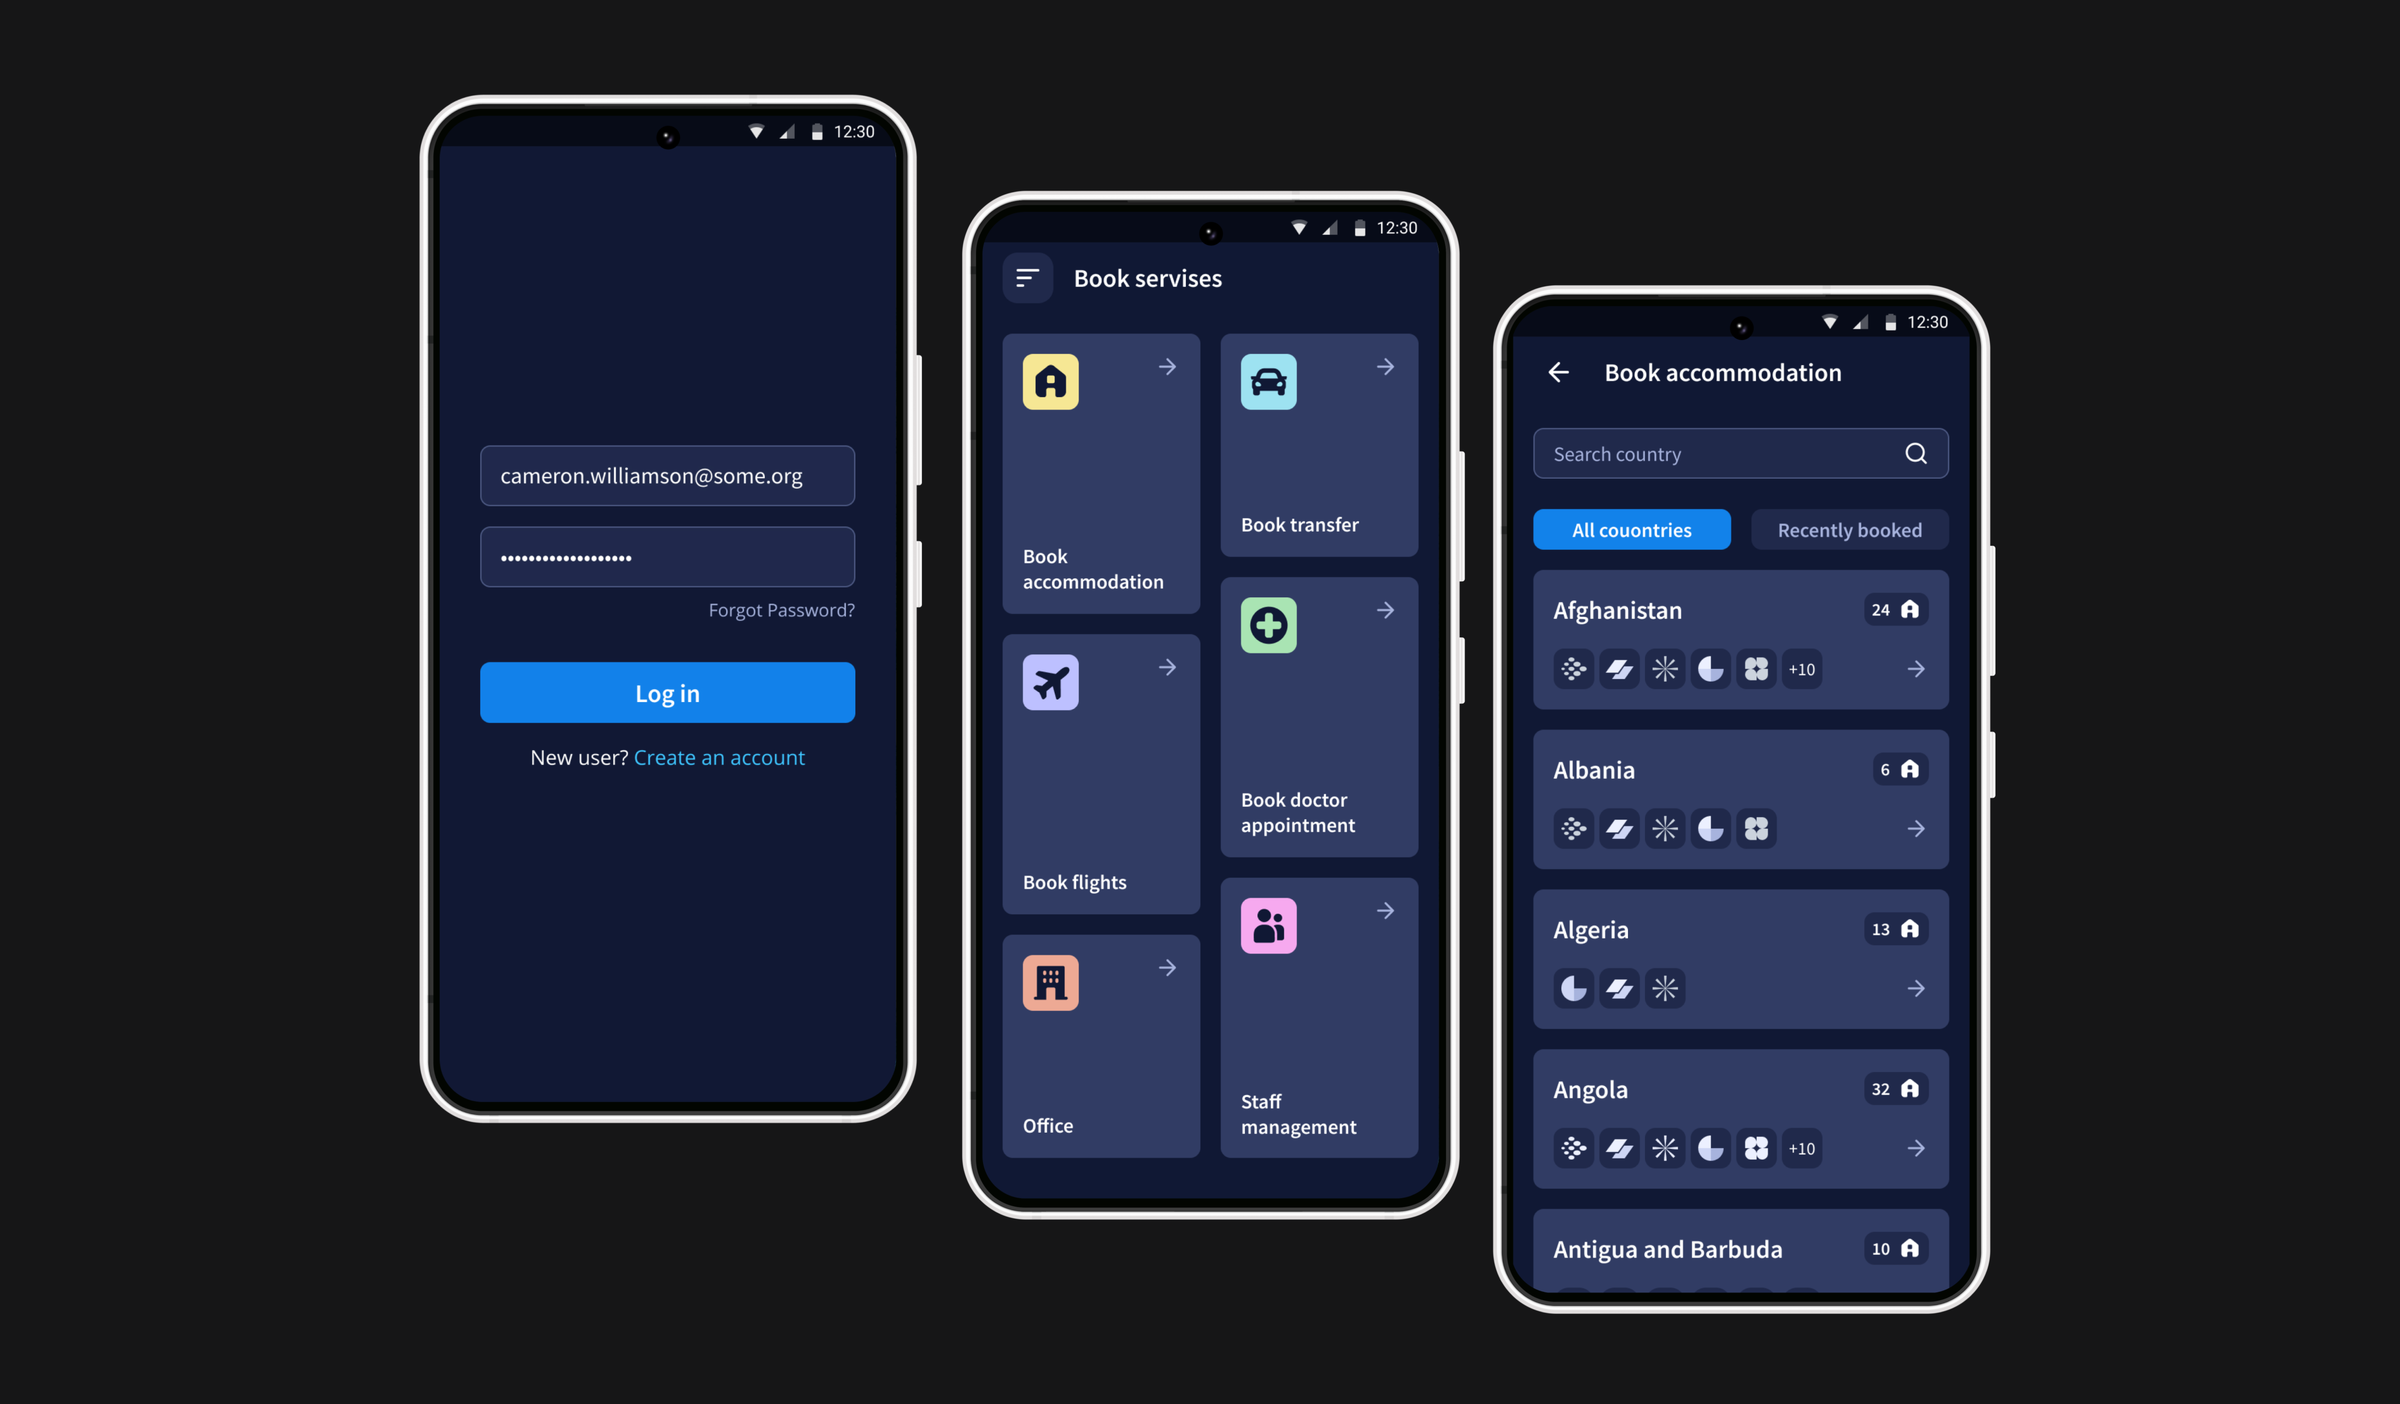 12:30
cameron.williamson@some.org
Forgot Password?
Log in
New user? Create an account
12:30
Book servises
Book
accommodation
Book transfer
Book flights
Book doctor
appointment
Office
Staff
management
12:30
Book accommodation
Search country
All couontries
Recently booked
Afghanistan
24
+10
Albania
6
Algeria
13
Angola
32
+10
Antigua and Barbuda
10